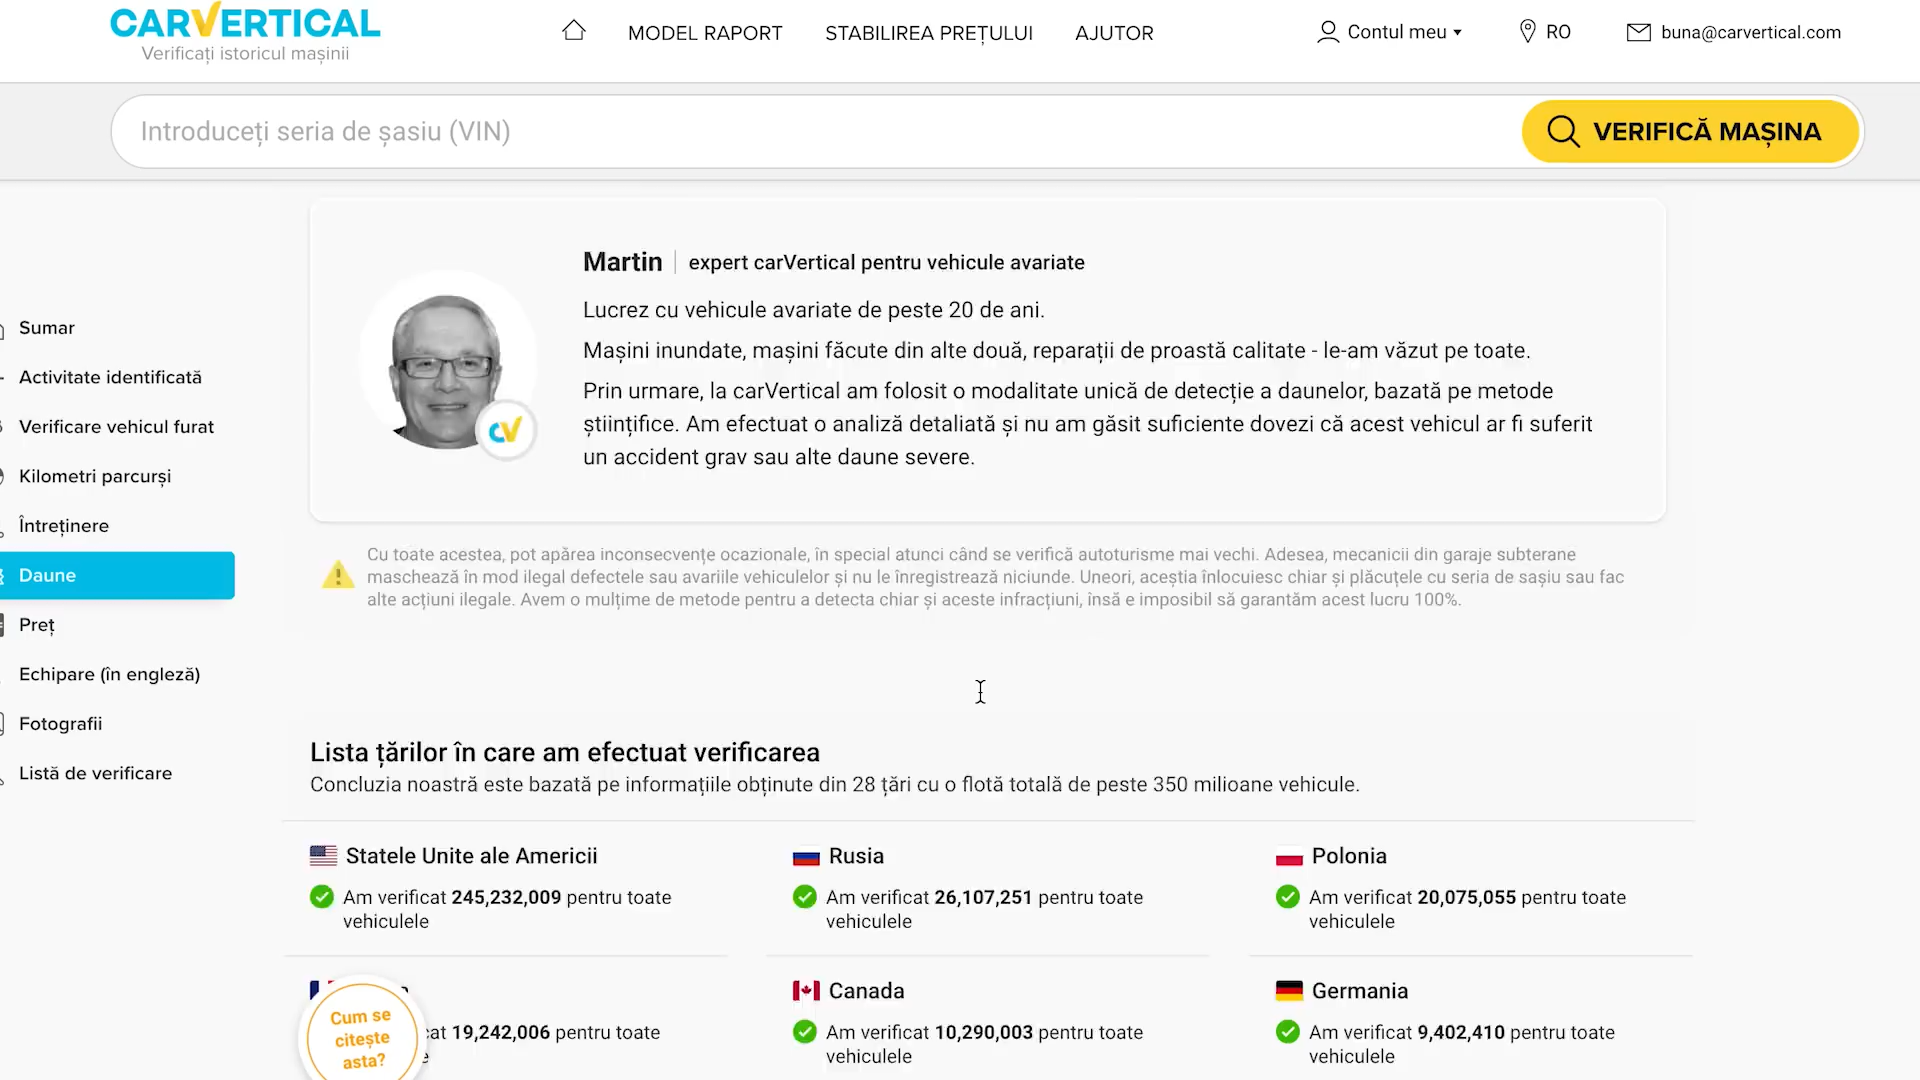 CARVERTICAL
Verificați istoricul mașinii
MODEL RAPORT
STABILIREA PREȚULUI
AJUTOR
Contul meu
RO
buna@carvertical.com
Introduceți seria de șasiu (VIN)
VERIFICĂ MAȘINA
Sumar
Activitate identificată
Verificare vehicul furat
Kilometri parcurși
Întreținere
Daune
Preț
Echipare (în engleză)
Fotografii
Listă de verificare
Martin | expert carVertical pentru vehicule avariate
Lucrez cu vehicule avariate de peste 20 de ani.
Mașini inundate, mașini făcute din alte două, reparații de proastă calitate - le-am văzut pe toate.
Prin urmare, la carVertical am folosit o modalitate unică de detecție a daunelor, bazată pe metode
științifice. Am efectuat o analiză detaliată și nu am găsit suficiente dovezi că acest vehicul ar fi suferit
un accident grav sau alte daune severe.
CV
Cu toate acestea, pot apărea inconsecvențe ocazionale, în special atunci când se verifică autoturisme mai vechi. Adesea, mecanicii din garaje subterane
maschează în mod ilegal defectele sau avariile vehiculelor și nu le înregistrează niciunde. Uneori, aceștia înlocuiesc chiar și plăcuțele cu seria de sașiu sau fac
alte acțiuni ilegale. Avem o mulțime de metode pentru a detecta chiar și aceste infracțiuni, însă e imposibil să garantăm acest lucru 100%.
Lista țărilor în care am efectuat verificarea
Concluzia noastră este bazată pe informațiile obținute din 28 țări cu o flotă totală de peste 350 milioane vehicule.
Statele Unite ale Americii
Am verificat 245,232,009 pentru toate
vehiculele
Rusia
Am verificat 26,107,251 pentru toate
vehiculele
Polonia
Am verificat 20,075,055 pentru toate
vehiculele
19,242,006 pentru toate
Canada
Am verificat 10,290,003 pentru toate
vehiculele
Germania
Am verificat 9,402,410 pentru toate
vehiculele
Cum se
citește
asta?